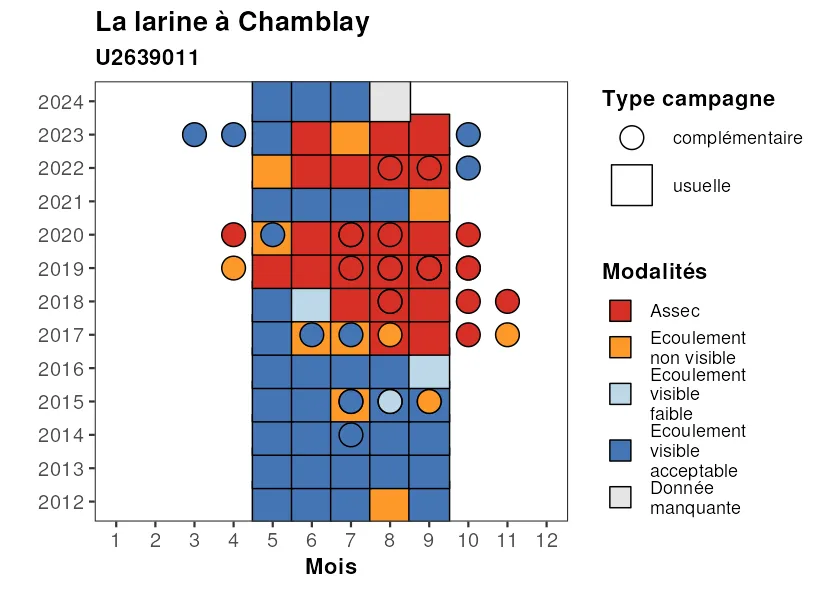 La larine à Chamblay
U2639011
2024
2023
2022
2021
2020
2019
2018
2017
2016
2015
2014
2013
2012
1 2 3 4 5 6 7 8 9 10 11 12
Mois
Type campagne
complémentaire
usuelle
Modalités
Assec
Ecoulement
non visible
Ecoulement
visible
faible
Ecoulement
visible
acceptable
Donnée
manquante